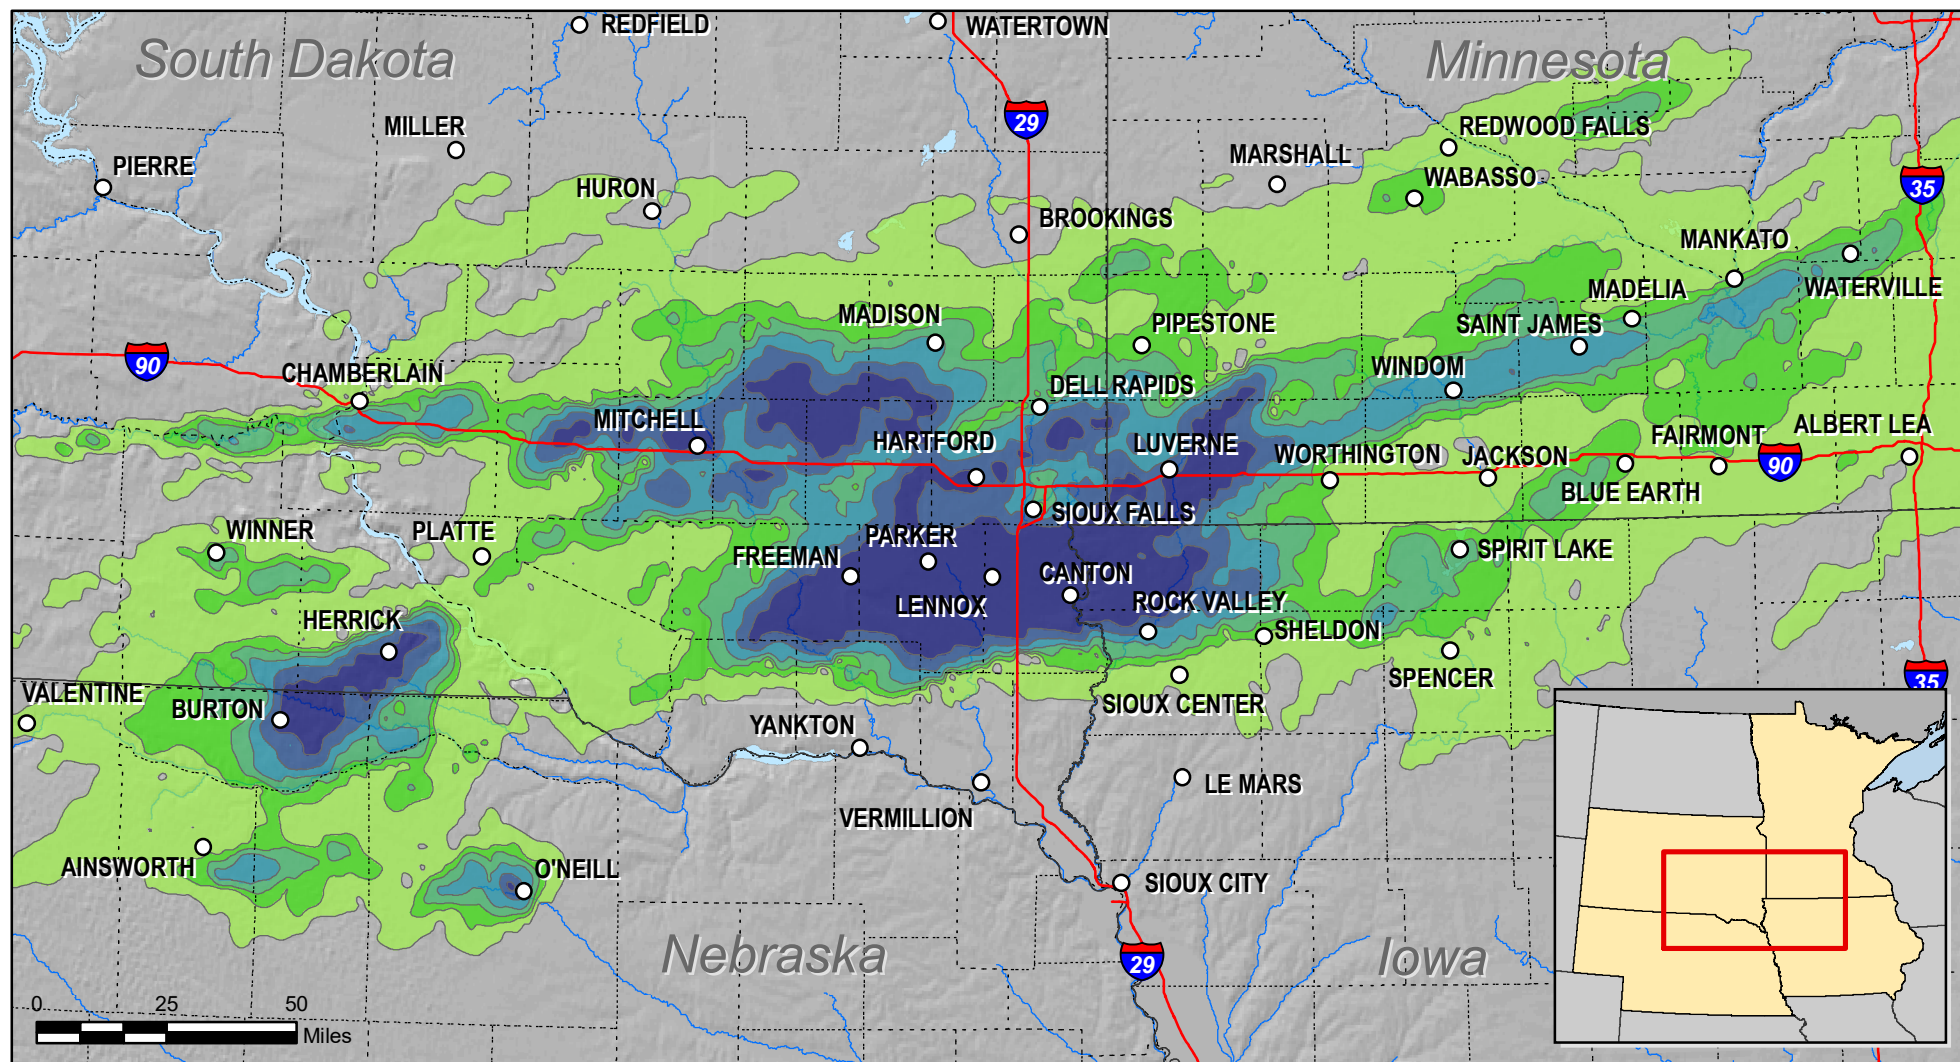 REDFIELD
WATERTOWN
South Dakota
Minnesota
29
MILLER
REDWOOD FALLS
PIERRE
MARSHALL
WABASSO
35
HURON
BROOKINGS
MANKATO
MADELIA
WATERVILLE
MADISON
PIPESTONE
SAINT JAMES
90
CHAMBERLAIN
WINDOM
DELL RAPIDS
MITCHELL
HARTFORD
LUVERNE
WORTHINGTON
JACKSON
FAIRMONT
ALBERT LEA
90
BLUE EARTH
SIOUX FALLS
WINNER
PLATTE
PARKER
FREEMAN
SPIRIT LAKE
CANTON
LENNOX
ROCK VALLEY
HERRICK
SHELDON
SPENCER
35
VALENTINE
BURTON
SIOUX CENTER
YANKTON
LE MARS
VERMILLION
AINSWORTH
O'NEILL
SIOUX CITY
Nebraska
Iowa
29
0 25 50
Miles